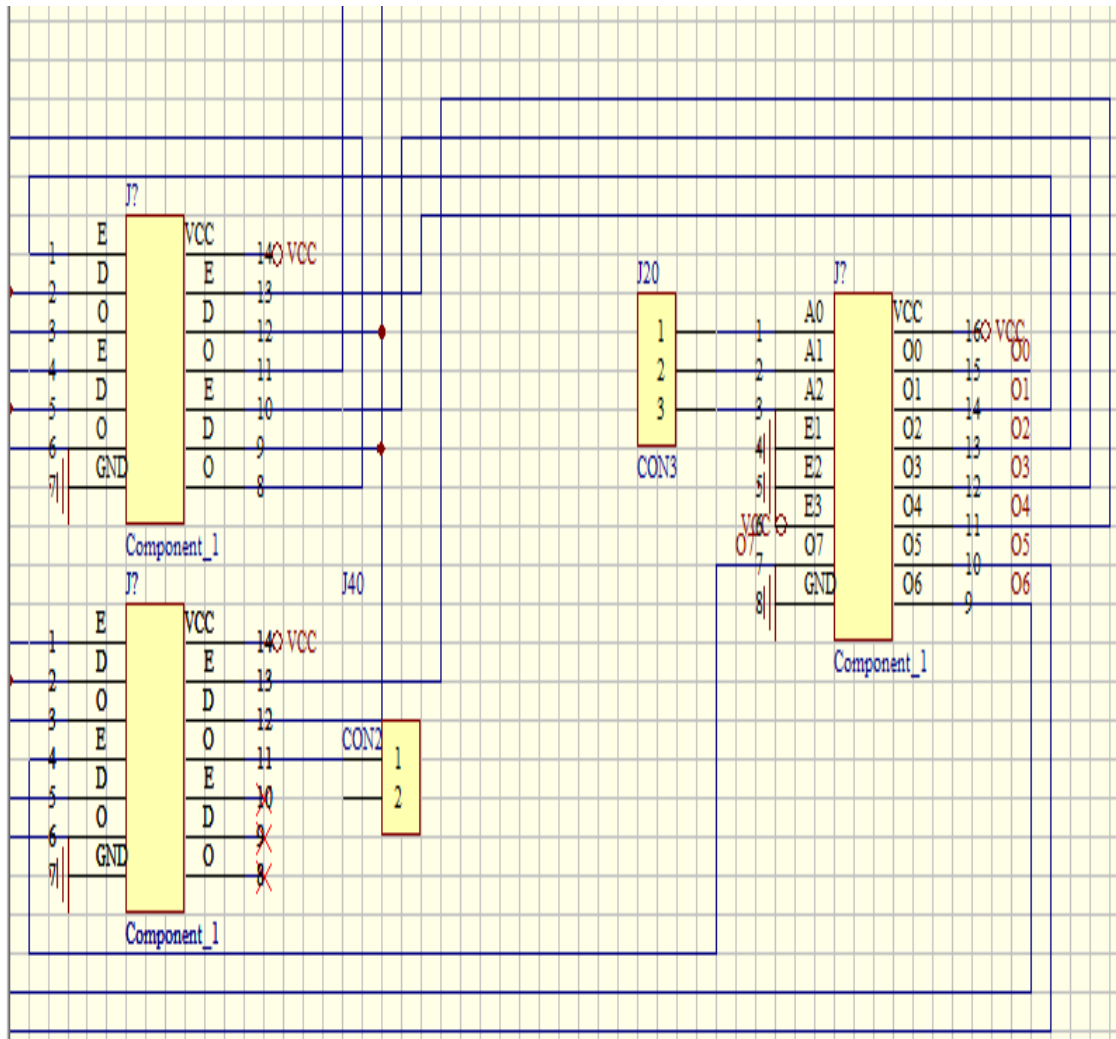 J?
E VCC
1 14 VCC
D E
2 13
O D
3 12
E O
4 11
D E
5 10
O D
6 9
GND O
7 8
Component_1
J20
1
2
3
CON3
J?
A0 VCC
1 16 VCC
A1 O0 O0
2 15
A2 O1 O1
3 14
E1 O2 O2
4 13
E2 O3 O3
5 12
E3 O4 O4
VCC 6 11
O7 O7 O5 O5
7 10
GND O6 O6
8 9
Component_1
J?
E VCC
1 14 VCC
D E
2 13
O D
3 12
E O
4 11
D E
5 10
O D
6 9
GND O
7 8
Component_1
J40
CON2
1
2